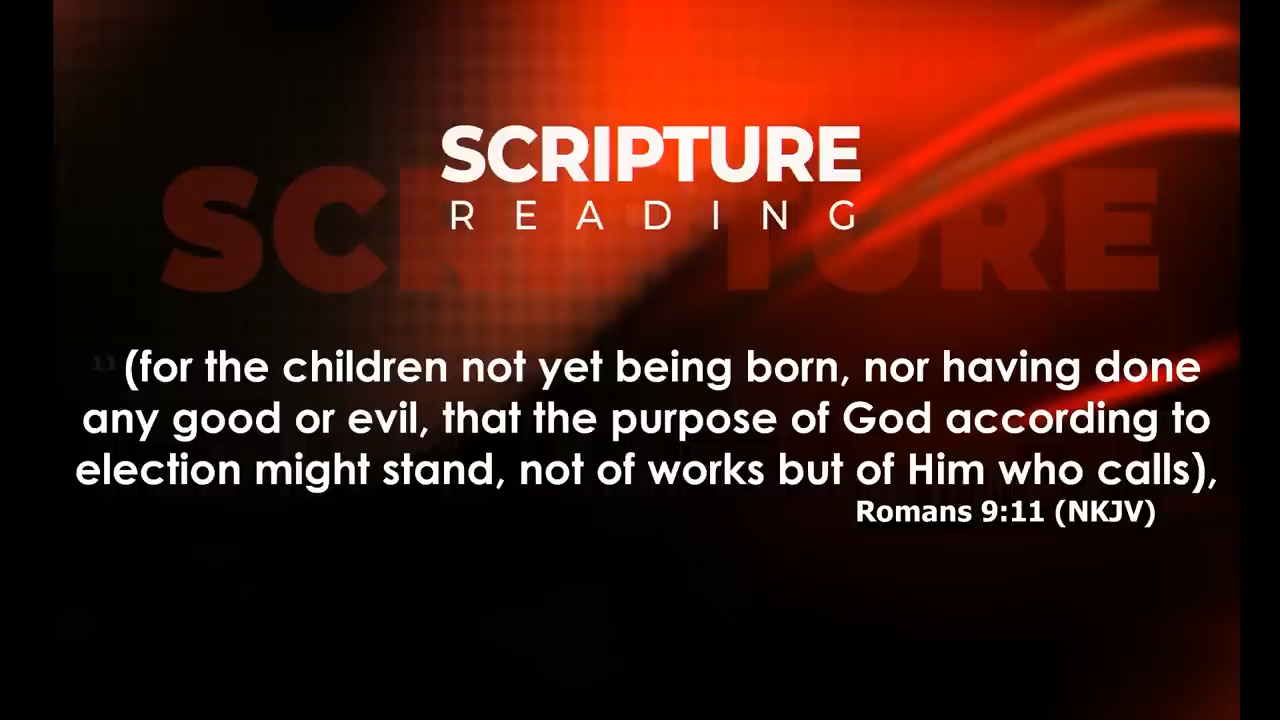 SCRIPTURE
READING
SCRIPTURE
11 (for the children not yet being born, nor having done
any good or evil, that the purpose of God according to
election might stand, not of works but of Him who calls),
Romans 9:11 (NKJV)